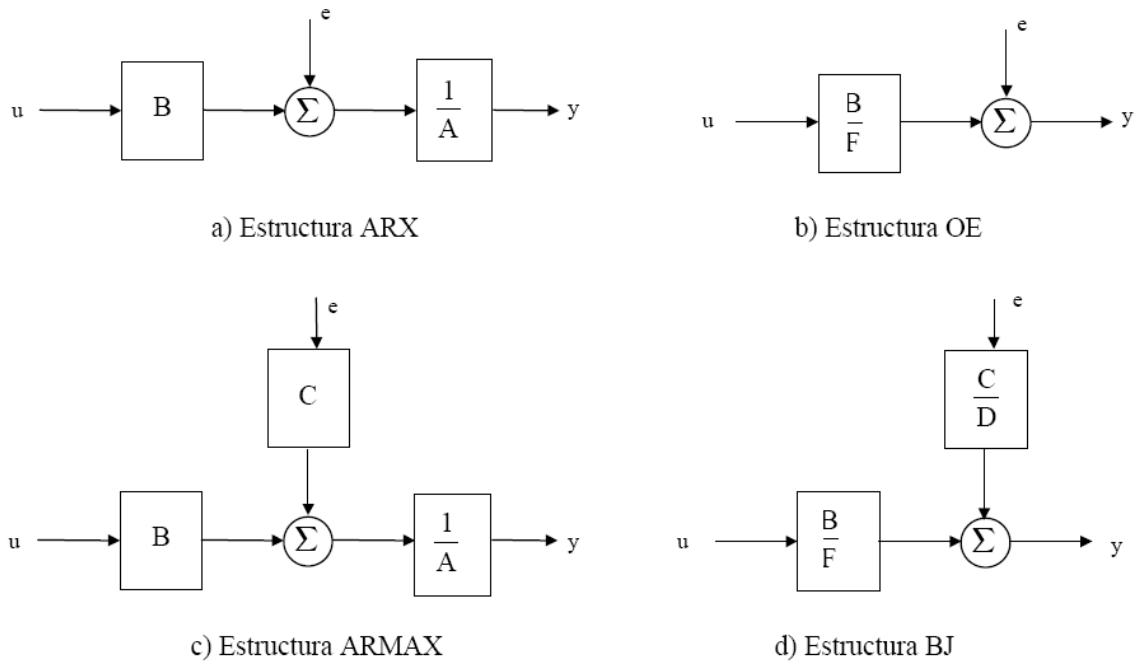 e
u
B
Σ
1
A
y
a) Estructura ARX
e
u
B
F
Σ
y
b) Estructura OE
e
C
u
B
Σ
1
A
y
c) Estructura ARMAX
e
C
D
u
B
F
Σ
y
d) Estructura BJ